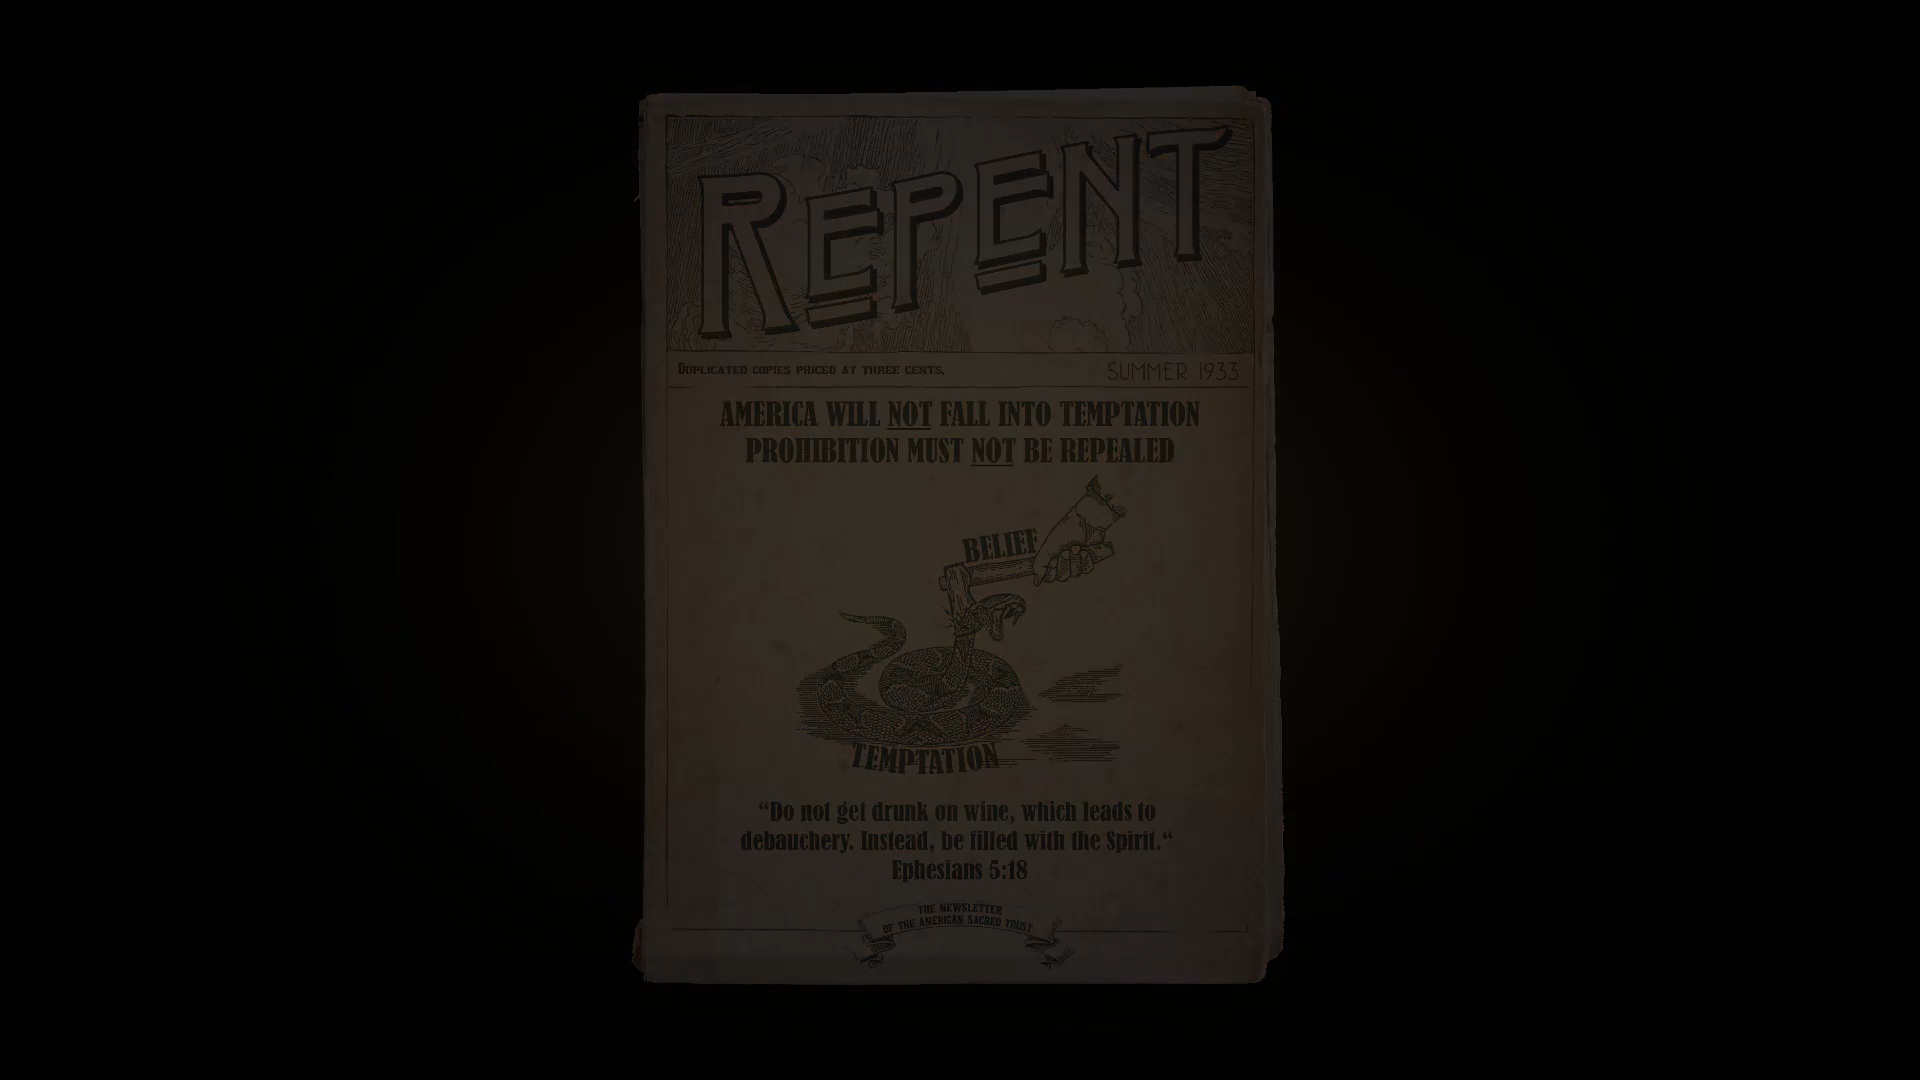 REPENT
DUPLICATED COPIES PRICED AT THREE CENTS.
SUMMER 1933
AMERICA WILL NOT FALL INTO TEMPTATION
PROHIBITION MUST NOT BE REPEALED
BELIEF
TEMPTATION
“Do not get drunk on wine, which leads to
debauchery. Instead, be filled with the Spirit.“
Ephesians 5:18
THE NEWSLETTER
OF THE AMERICAN SACRED TRUST